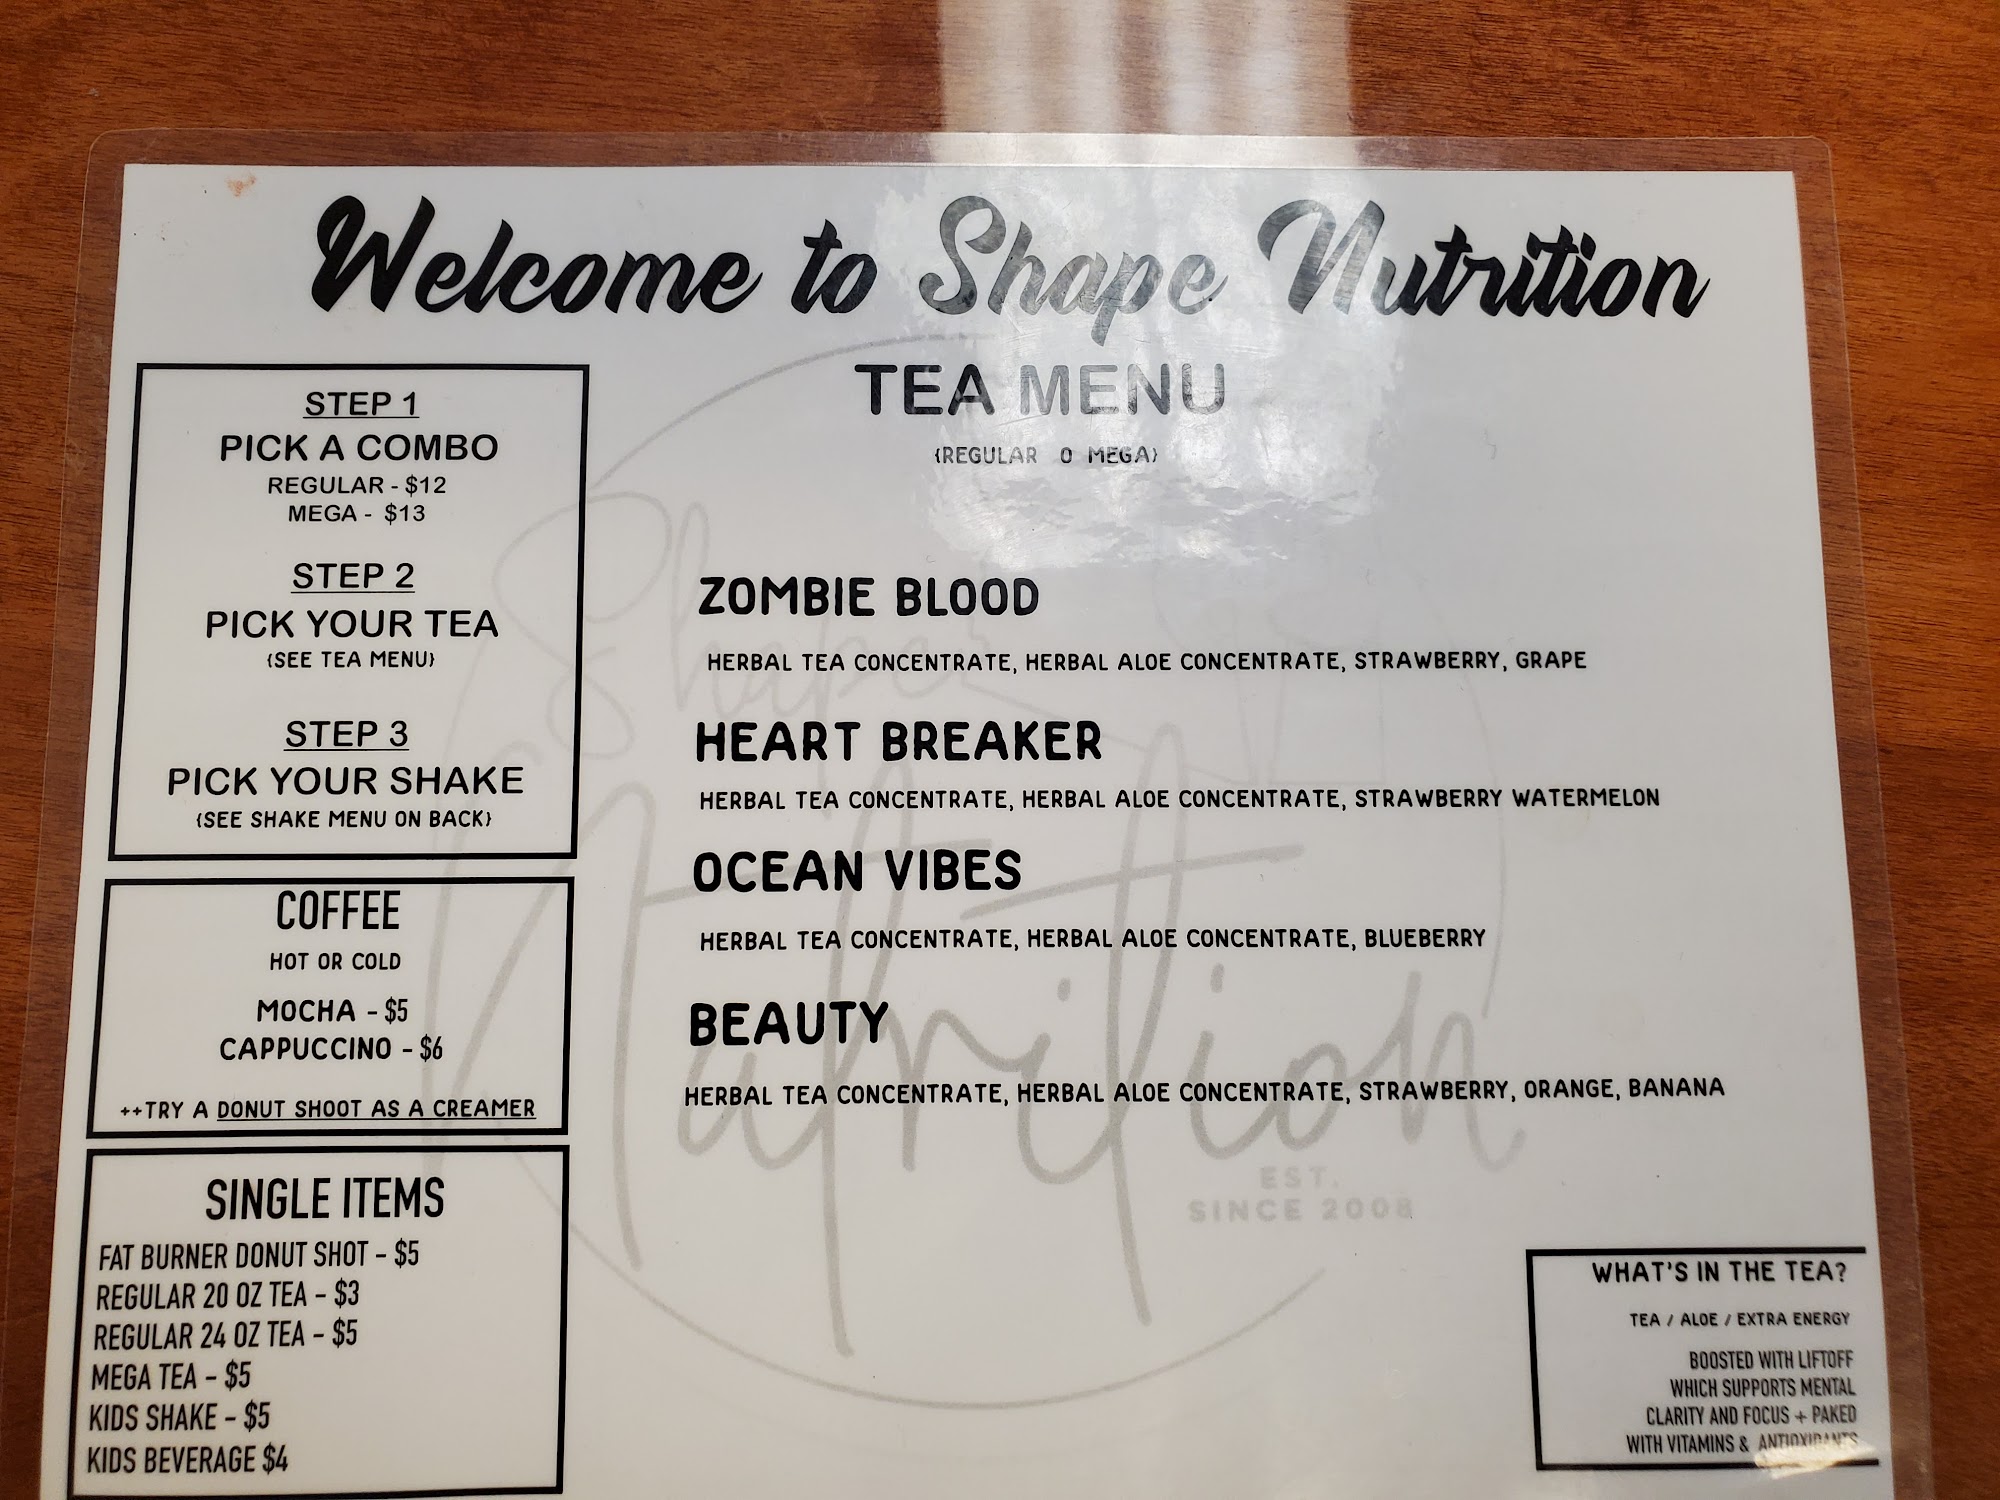 Welcome to Shape Nutrition
STEP 1
PICK A COMBO
REGULAR - $12
MEGA - $13
STEP 2
PICK YOUR TEA
{SEE TEA MENU}
STEP 3
PICK YOUR SHAKE
{SEE SHAKE MENU ON BACK}
COFFEE
HOT OR COLD
MOCHA - $5
CAPPUCCINO - $6
++TRY A DONUT SHOOT AS A CREAMER
SINGLE ITEMS
FAT BURNER DONUT SHOT - $5
REGULAR 20 OZ TEA - $3
REGULAR 24 OZ TEA - $5
MEGA TEA - $5
KIDS SHAKE - $5
KIDS BEVERAGE $4
TEA MENU
{REGULAR O MEGA}
ZOMBIE BLOOD
HERBAL TEA CONCENTRATE, HERBAL ALOE CONCENTRATE, STRAWBERRY, GRAPE
HEART BREAKER
HERBAL TEA CONCENTRATE, HERBAL ALOE CONCENTRATE, STRAWBERRY WATERMELON
OCEAN VIBES
HERBAL TEA CONCENTRATE, HERBAL ALOE CONCENTRATE, BLUEBERRY
BEAUTY
HERBAL TEA CONCENTRATE, HERBAL ALOE CONCENTRATE, STRAWBERRY, ORANGE, BANANA
Shapes
Nutrition
EST.
SINCE 2008
WHAT'S IN THE TEA?
TEA / ALOE / EXTRA ENERGY
BOOSTED WITH LIFTOFF
WHICH SUPPORTS MENTAL
CLARITY AND FOCUS + PAKED
WITH VITAMINS & ANTIOXIDANTS